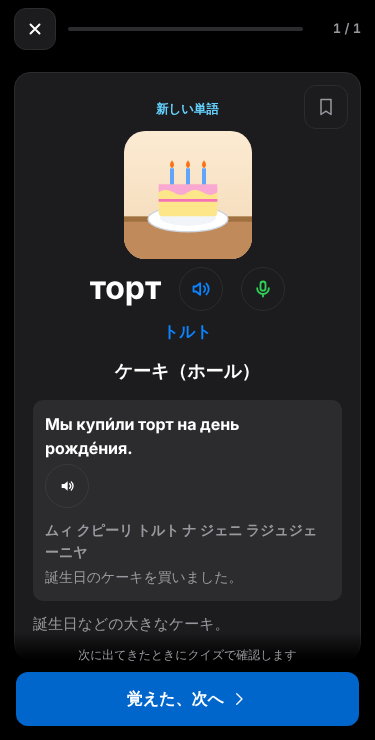 1 / 1
新しい単語
торт
トルト
ケーキ（ホール）
Мы купи́ли торт на день
рожде́ния.
ムィ クピーリ トルト ナ ジェニ ラジュジェ
ーニヤ
誕生日のケーキを買いました。
誕生日などの大きなケーキ。
次に出てきたときにクイズで確認します
覚えた、次へ